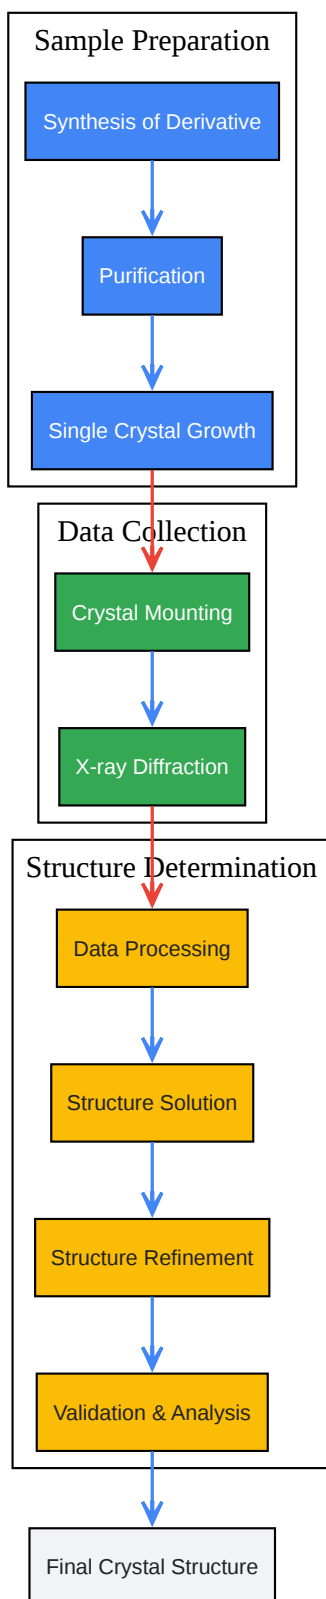 Sample Preparation
Synthesis of Derivative
Purification
Single Crystal Growth
Data Collection
Crystal Mounting
X-ray Diffraction
Structure Determination
Data Processing
Structure Solution
Structure Refinement
Validation & Analysis
Final Crystal Structure